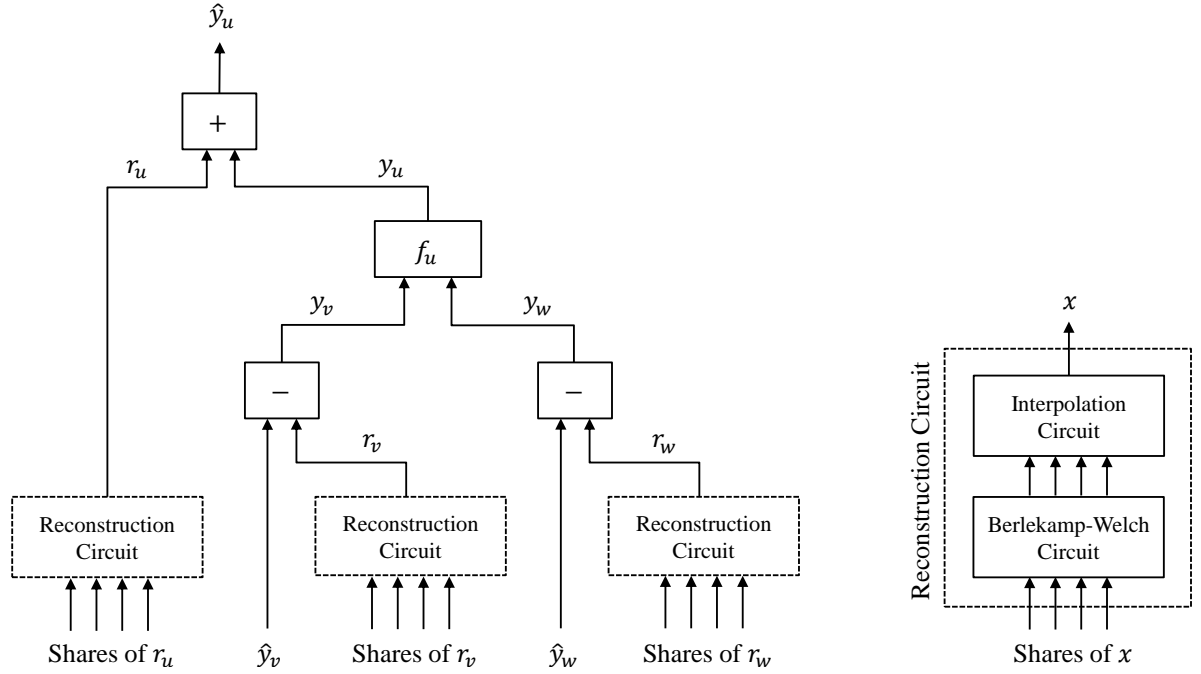 ŷ_u
+
r_u
y_u
f_u
y_v
y_w
−
−
r_v
r_w
Reconstruction
Circuit
Reconstruction
Circuit
Reconstruction
Circuit
Shares of r_u
ŷ_v
Shares of r_v
ŷ_w
Shares of r_w
x
Reconstruction Circuit
Interpolation
Circuit
Berlekamp-Welch
Circuit
Shares of x